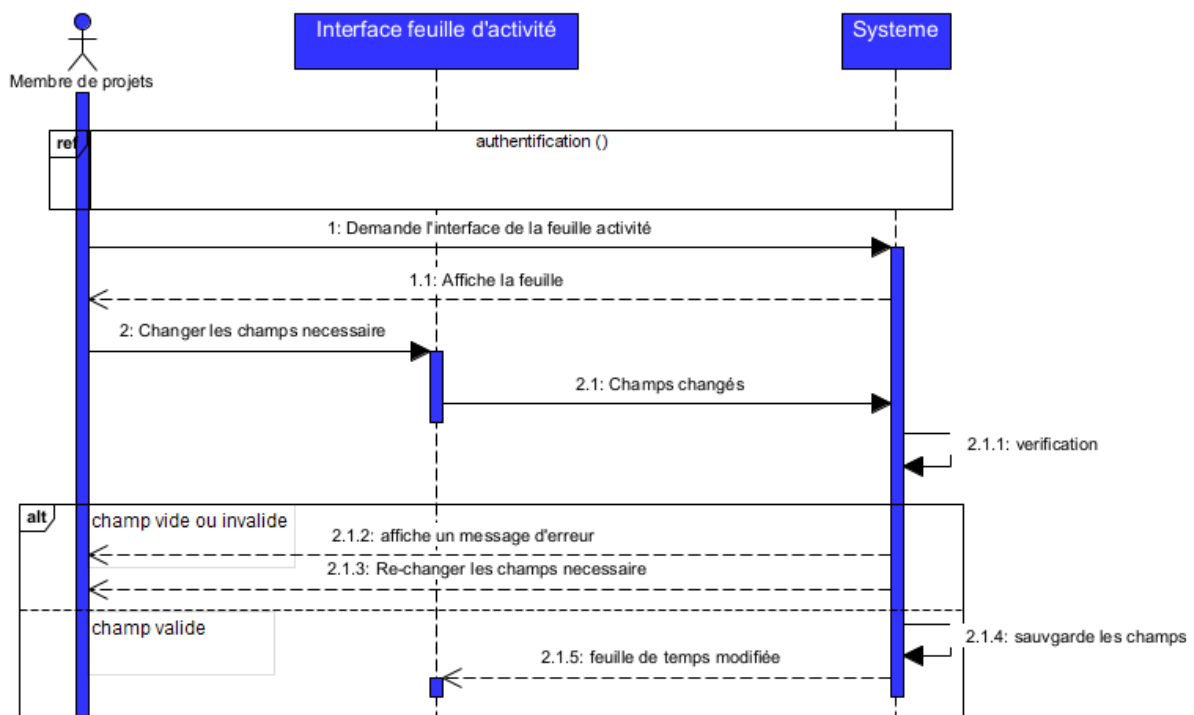 Interface feuille d'activité
Systeme
Membre de projets
ref
authentification ()
1: Demande l'interface de la feuille activité
1.1: Affiche la feuille
2: Changer les champs necessaire
2.1: Champs changés
2.1.1: verification
alt
champ vide ou invalide
2.1.2: affiche un message d'erreur
2.1.3: Re-changer les champs necessaire
champ valide
2.1.4: sauvgarde les champs
2.1.5: feuille de temps modifiée